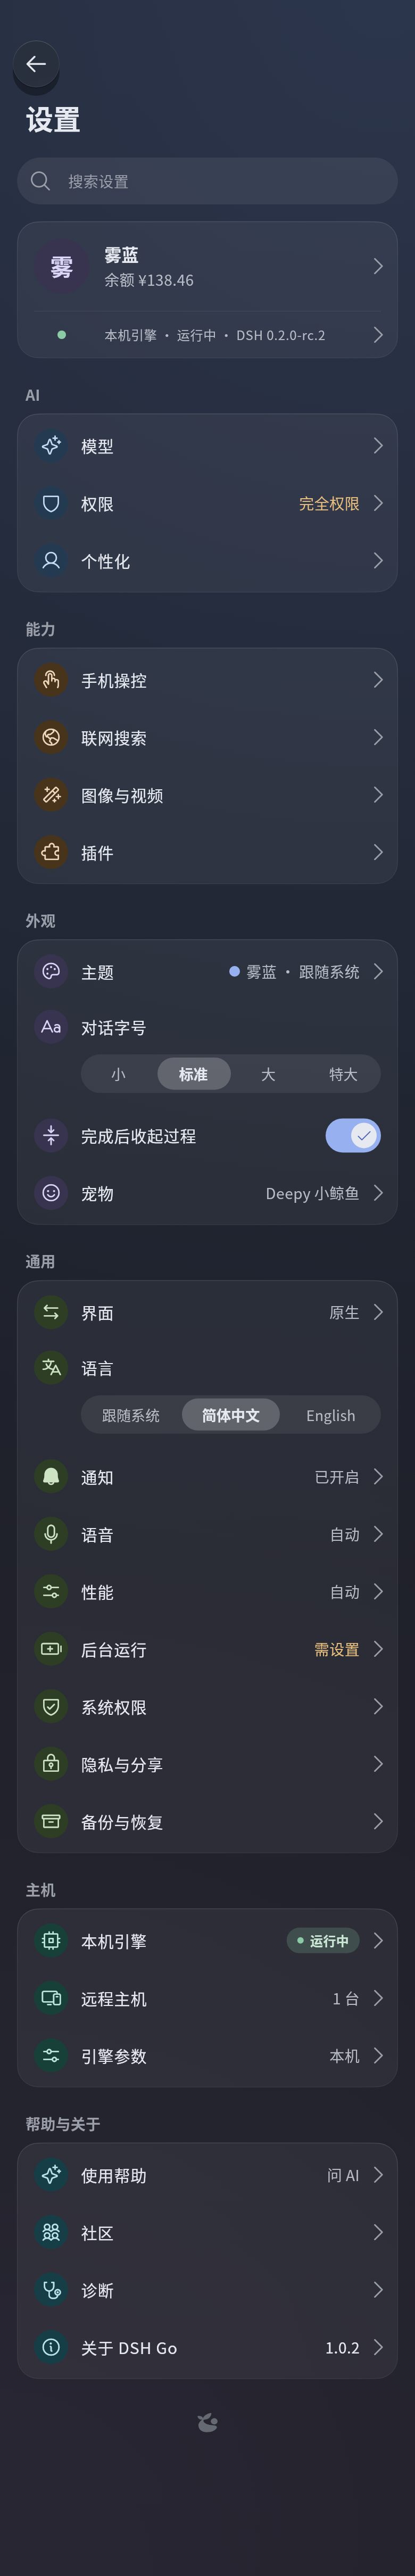 设置
搜索设置
雾
雾蓝
余额 ¥138.46
本机引擎 · 运行中 · DSH 0.2.0-rc.2
AI
模型
权限 完全权限
个性化
能力
手机操控
联网搜索
图像与视频
插件
外观
主题 雾蓝 · 跟随系统
Aa 对话字号
小 标准 大 特大
完成后收起过程
宠物 Deepy 小鲸鱼
通用
界面 原生
语言
跟随系统 简体中文 English
通知 已开启
语音 自动
性能 自动
后台运行 需设置
系统权限
隐私与分享
备份与恢复
主机
本机引擎 运行中
远程主机 1 台
引擎参数 本机
帮助与关于
使用帮助 问 AI
社区
诊断
关于 DSH Go 1.0.2